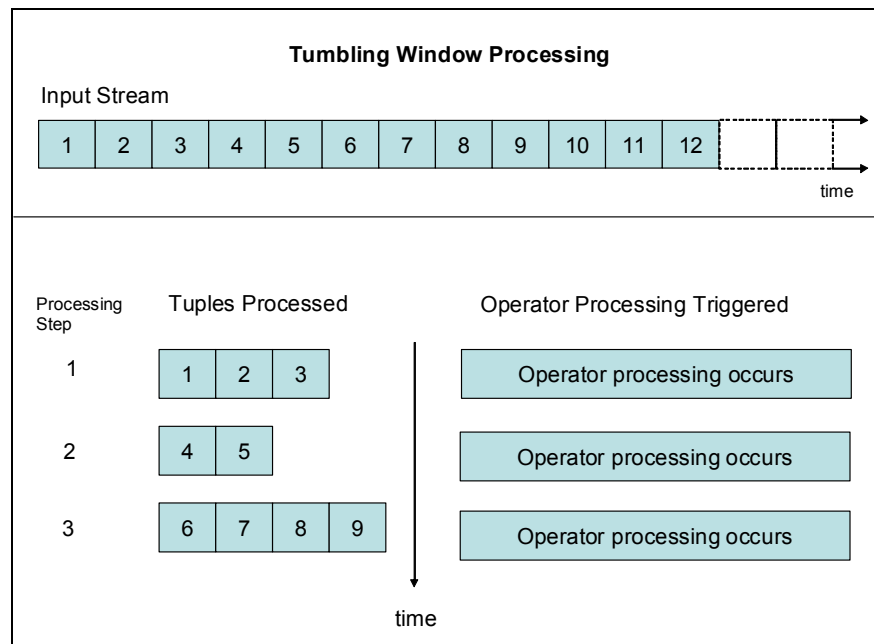 Tumbling Window Processing
Input Stream
1 2 3 4 5 6 7 8 9 10 11 12
time
Processing Step
Tuples Processed
Operator Processing Triggered
1
1 2 3
Operator processing occurs
2
4 5
Operator processing occurs
3
6 7 8 9
Operator processing occurs
time